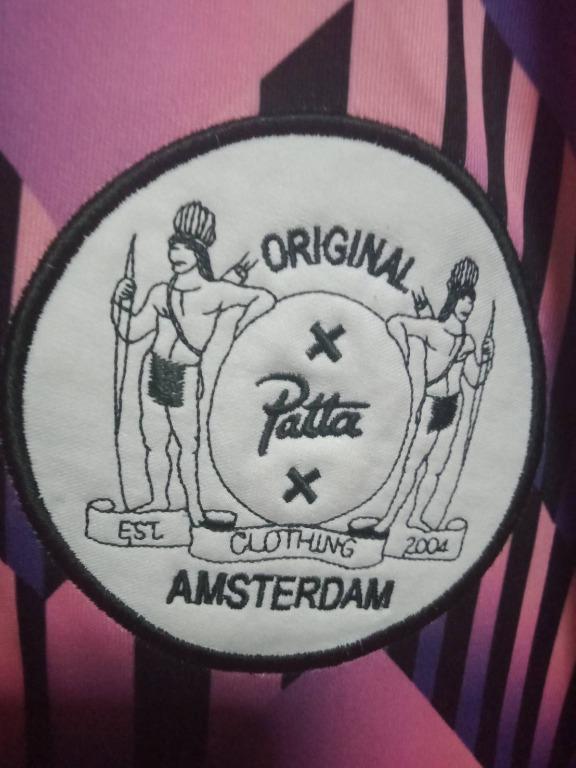 ORIGINAL
Patta
EST. CLOTHING 2004
AMSTERDAM